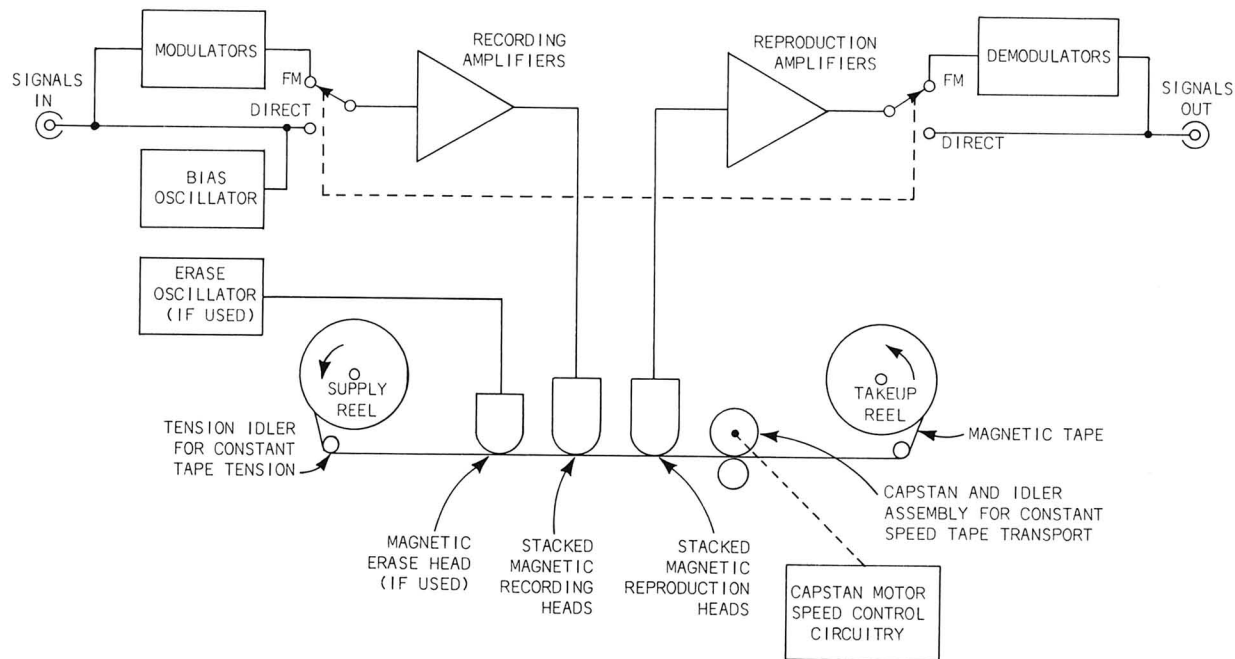 MODULATORS
RECORDING
AMPLIFIERS
REPRODUCTION
AMPLIFIERS
DEMODULATORS
SIGNALS
IN
FM
DIRECT
FM
DIRECT
SIGNALS
OUT
BIAS
OSCILLATOR
ERASE
OSCILLATOR
(IF USED)
SUPPLY
REEL
TAKEUP
REEL
TENSION IDLER
FOR CONSTANT
TAPE TENSION
MAGNETIC TAPE
MAGNETIC
ERASE HEAD
(IF USED)
STACKED
MAGNETIC
RECORDING
HEADS
STACKED
MAGNETIC
REPRODUCTION
HEADS
CAPSTAN AND IDLER
ASSEMBLY FOR CONSTANT
SPEED TAPE TRANSPORT
CAPSTAN MOTOR
SPEED CONTROL
CIRCUITRY